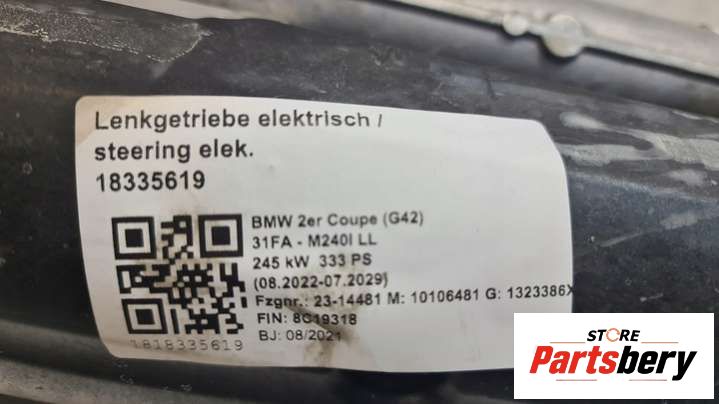 Lenkgetriebe elektrisch /
steering elek.
18335619
BMW 2er Coupe (G42)
31FA - M240I LL
245 kW 333 PS
(08.2022-07.2029)
Fzgnr.: 23-14481 M: 10106481 G: 1323386X
FIN: 8C19318
BJ: 08/2021
1818335619
STORE
Partsbery